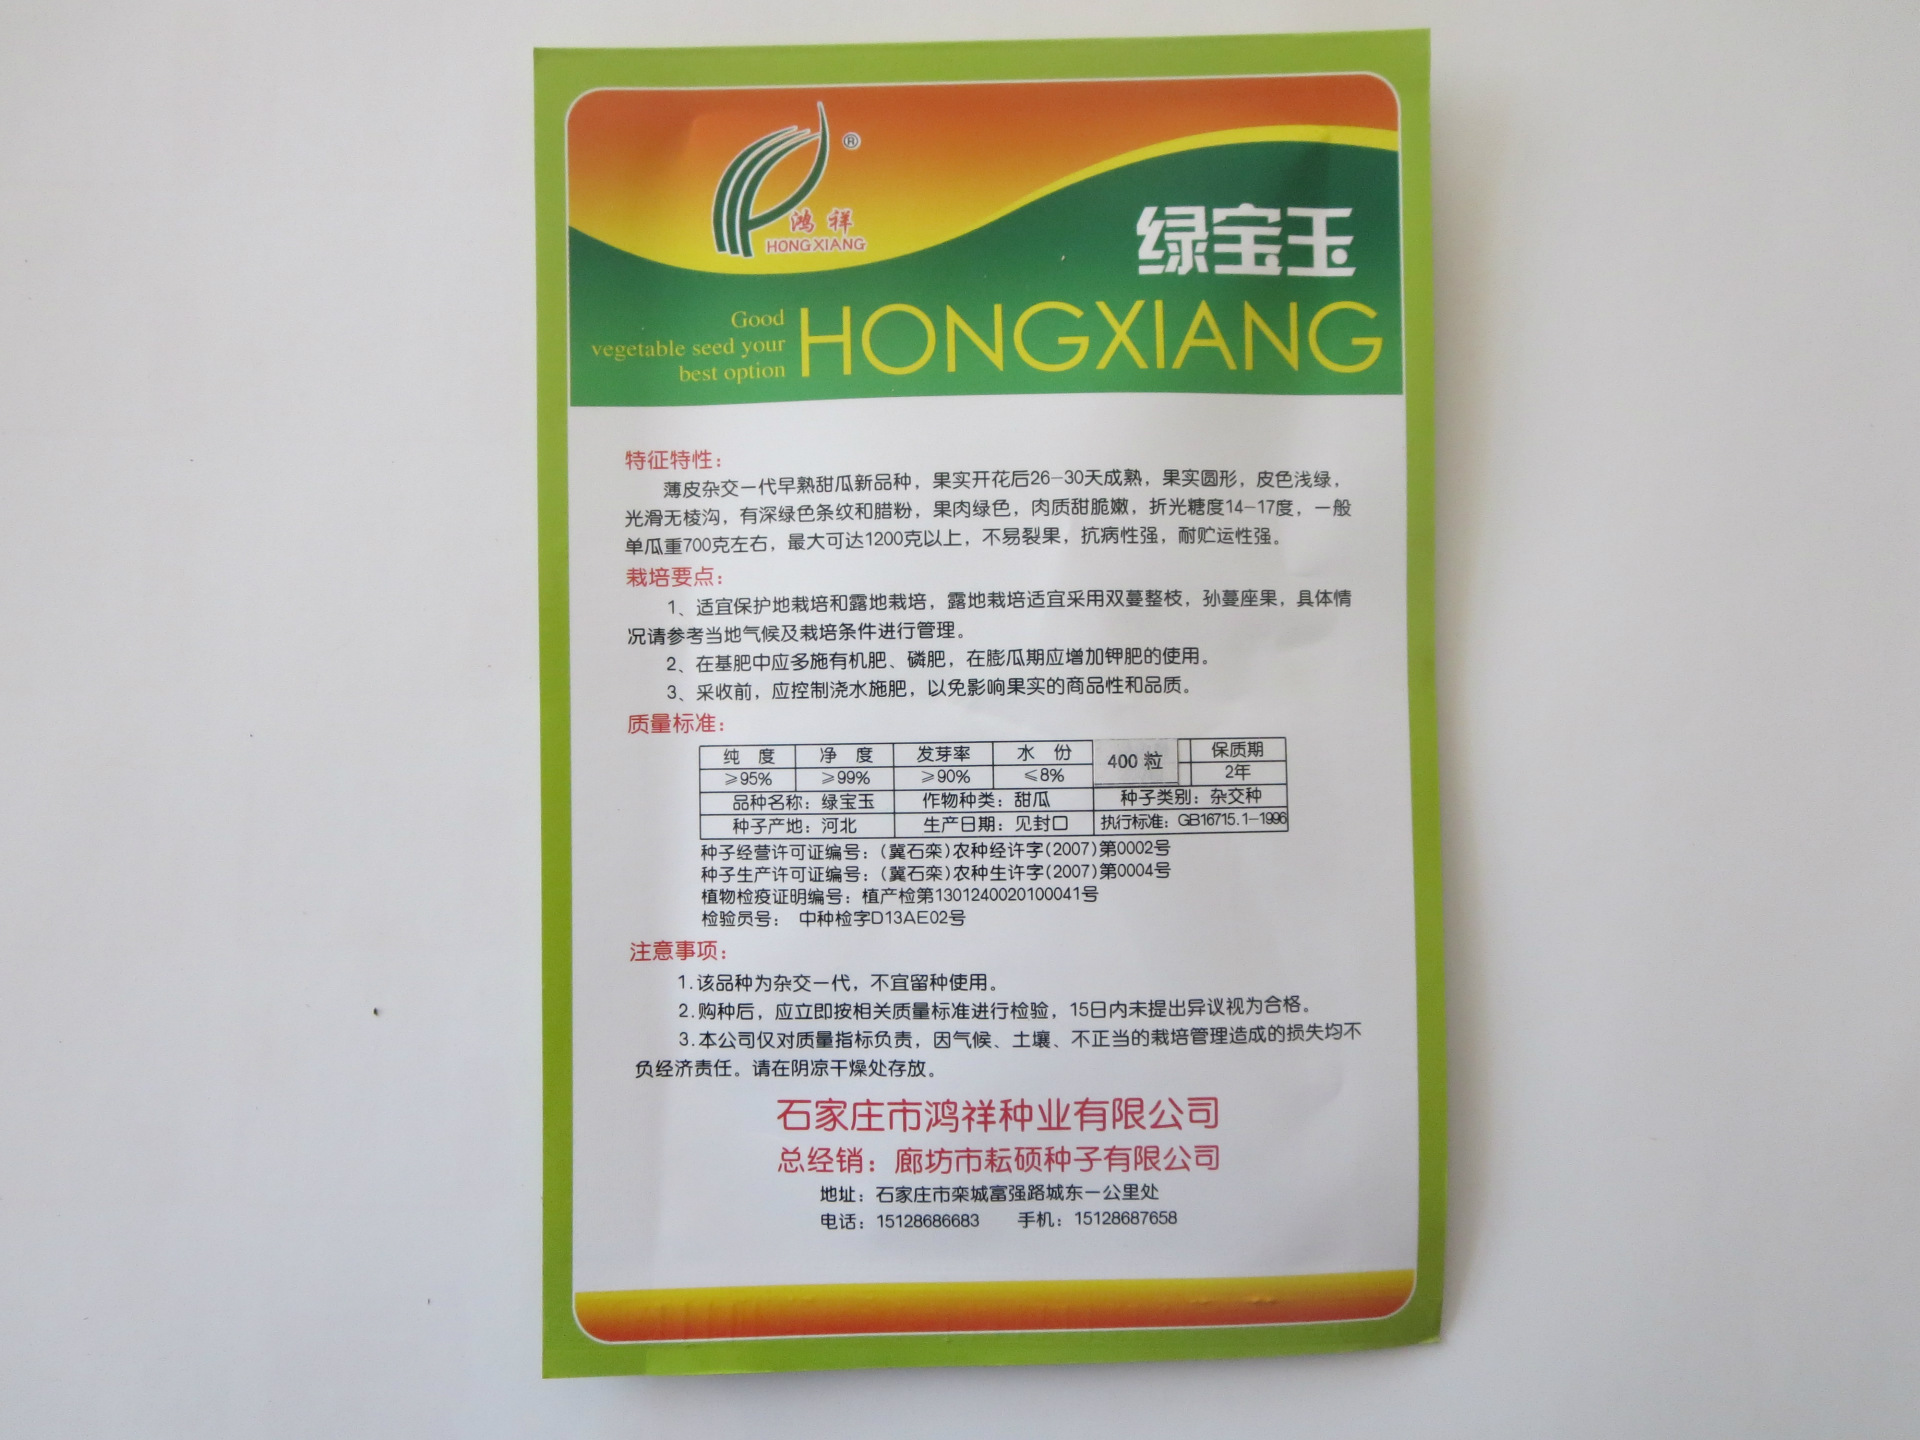 ®
鸿祥
HONG XIANG
绿宝玉
Good
vegetable seed your
best option
HONGXIANG
特征特性：
薄皮杂交一代早熟甜瓜新品种，果实开花后26-30天成熟，果实圆形，皮色浅绿，
光滑无棱沟，有深绿色条纹和腊粉，果肉绿色，肉质甜脆嫩，折光糖度14-17度，一般
单瓜重700克左右，最大可达1200克以上，不易裂果，抗病性强，耐贮运性强。
栽培要点：
1、适宜保护地栽培和露地栽培，露地栽培适宜采用双蔓整枝，孙蔓座果，具体情
况请参考当地气候及栽培条件进行管理。
2、在基肥中应多施有机肥、磷肥，在膨瓜期应增加钾肥的使用。
3、采收前，应控制浇水施肥，以免影响果实的商品性和品质。
质量标准：
纯 度 净 度 发芽率 水 份 400 粒 保质期
≥95% ≥99% ≥90% ≤8% 2年
品种名称：绿宝玉 作物种类：甜瓜 种子类别：杂交种
种子产地：河北 生产日期：见封口 执行标准：GB16715.1-1996
种子经营许可证编号：(冀石栾)农种经许字(2007)第0002号
种子生产许可证编号：(冀石栾)农种生许字(2007)第0004号
植物检疫证明编号：植产检第1301240020100041号
检验员号： 中种检字D13AE02号
注意事项：
1.该品种为杂交一代，不宜留种使用。
2.购种后，应立即按相关质量标准进行检验，15日内未提出异议视为合格。
3.本公司仅对质量指标负责，因气候、土壤、不正当的栽培管理造成的损失均不
负经济责任。请在阴凉干燥处存放。
石家庄市鸿祥种业有限公司
总经销：廊坊市耘硕种子有限公司
地址：石家庄市栾城富强路城东一公里处
电话：15128686683 手机：15128687658